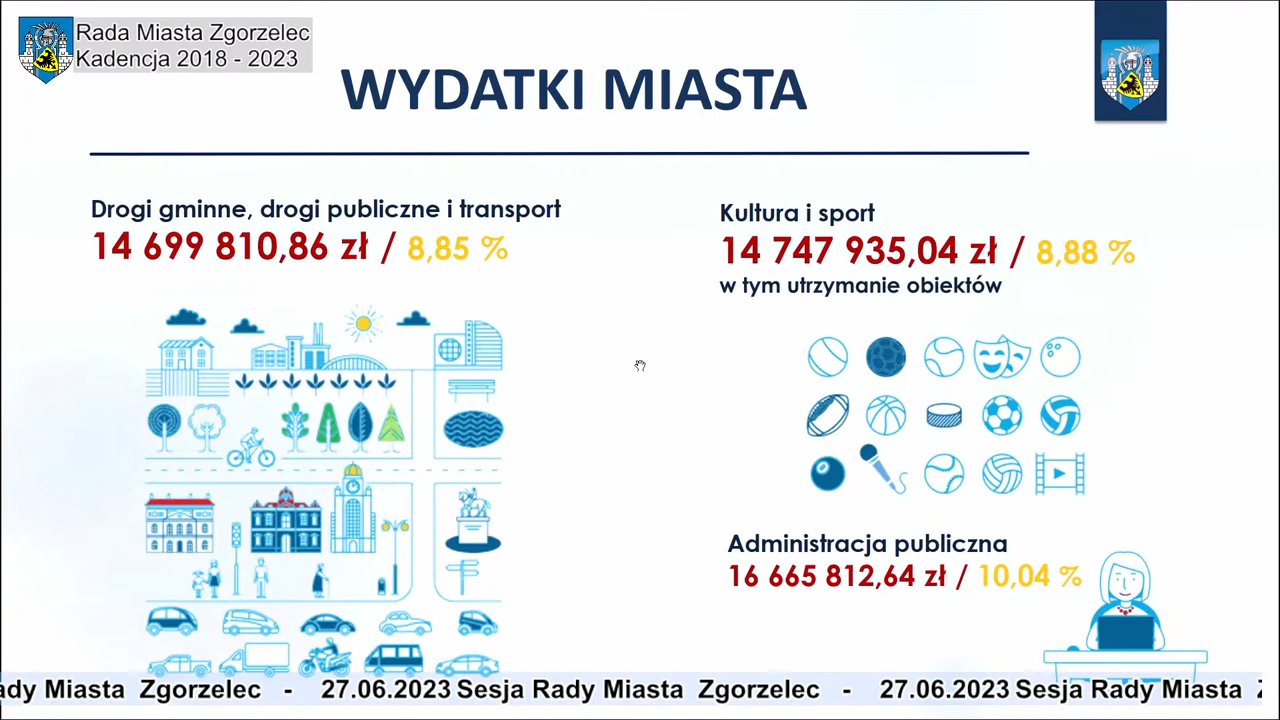 Rada Miasta Zgorzelec
Kadencja 2018 - 2023
WYDATKI MIASTA
Drogi gminne, drogi publiczne i transport
14 699 810,86 zł / 8,85 %
Kultura i sport
14 747 935,04 zł / 8,88 %
w tym utrzymanie obiektów
Administracja publiczna
16 665 812,64 zł / 10,04 %
ady Miasta Zgorzelec - 27.06.2023 Sesja Rady Miasta Zgorzelec - 27.06.2023 Sesja Rady Miasta